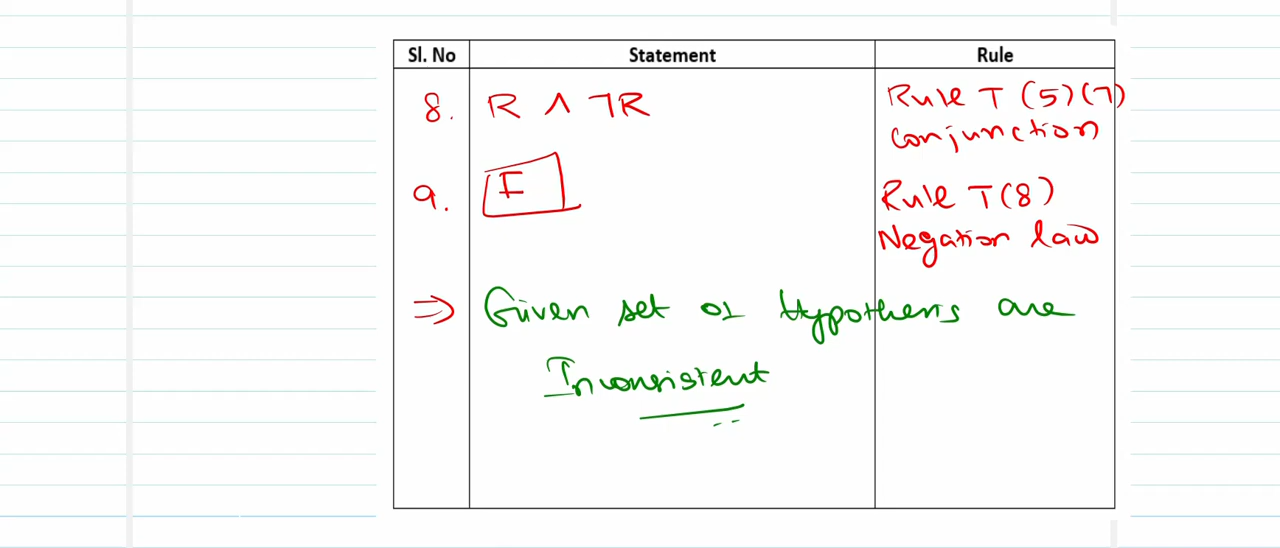 Sl. No Statement Rule
8. R ∧ ¬R Rule T (5)(7)
Conjunction
9. F Rule T(8)
Negation law
⇒ Given set of Hypothesis are
Inconsistent